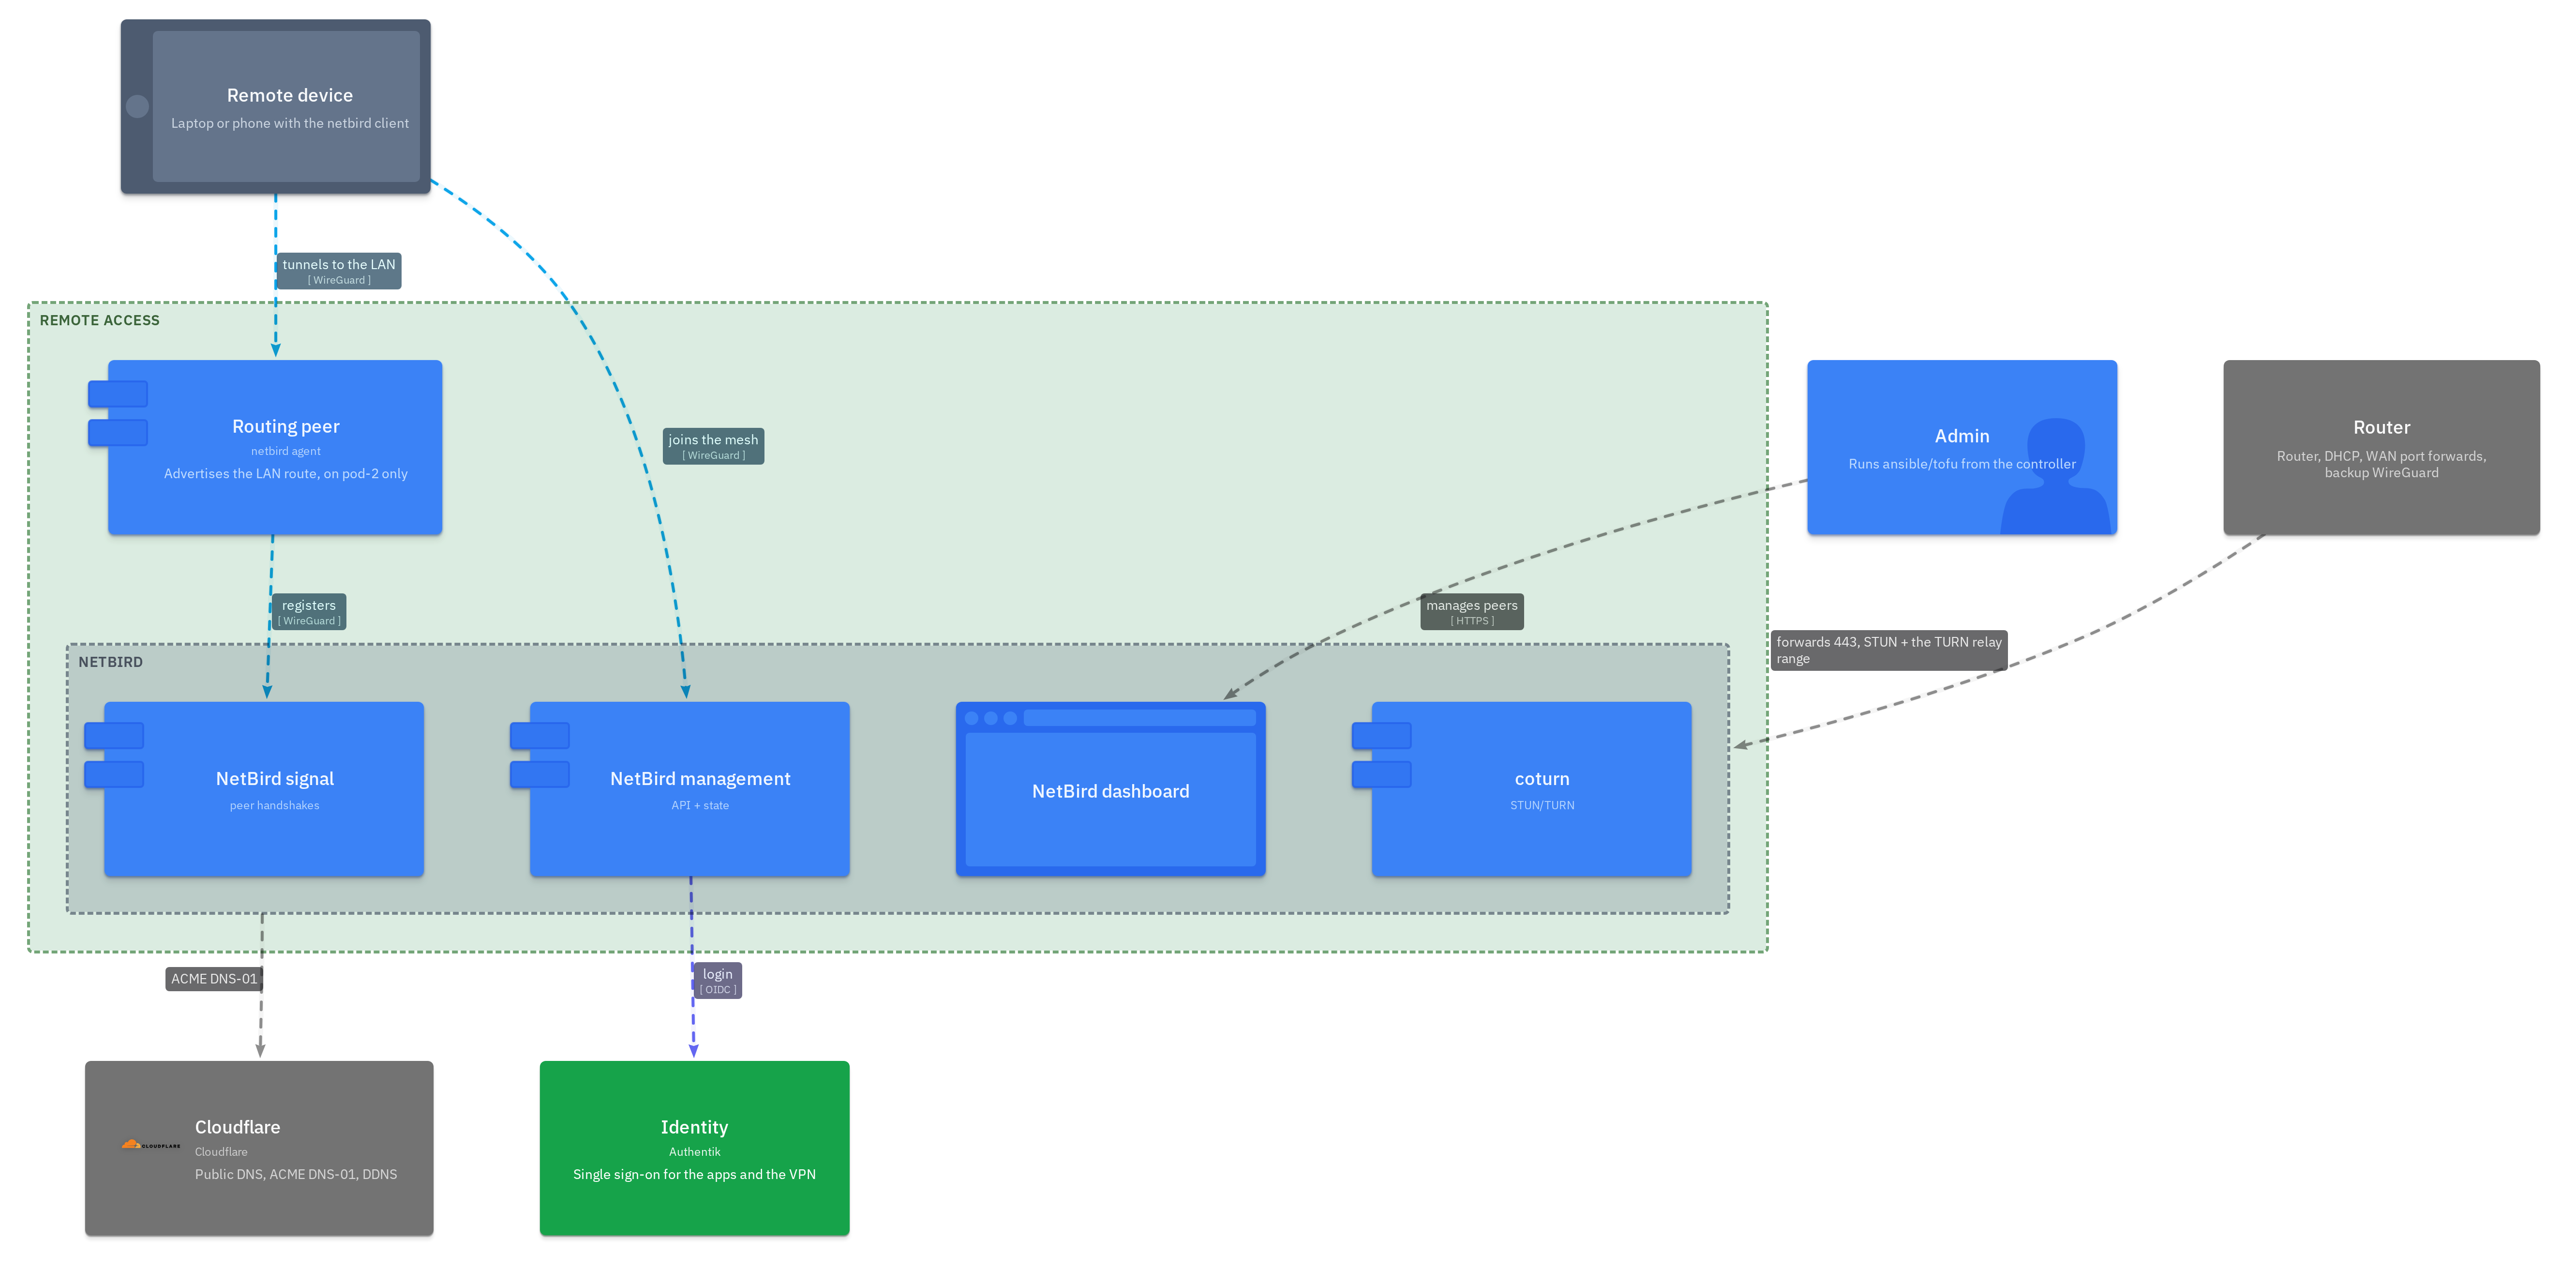 Remote device
Laptop or phone with the netbird client
tunnels to the LAN
[ WireGuard ]
REMOTE ACCESS
Routing peer
netbird agent
Advertises the LAN route, on pod-2 only
joins the mesh
[ WireGuard ]
Admin
Runs ansible/tofu from the controller
Router
Router, DHCP, WAN port forwards,
backup WireGuard
registers
[ WireGuard ]
manages peers
[ HTTPS ]
forwards 443, STUN + the TURN relay
range
NETBIRD
NetBird signal
peer handshakes
NetBird management
API + state
NetBird dashboard
coturn
STUN/TURN
ACME DNS-01
login
[ OIDC ]
CLOUDFLARE
Cloudflare
Cloudflare
Public DNS, ACME DNS-01, DDNS
Identity
Authentik
Single sign-on for the apps and the VPN